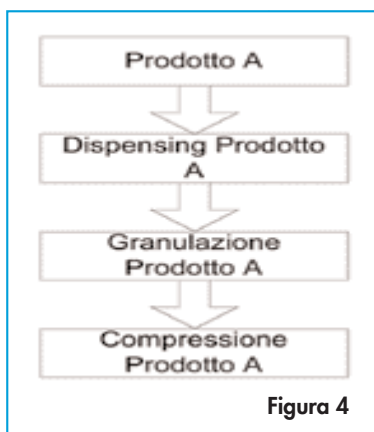 Prodotto A
Dispensing Prodotto
A
Granulazione
Prodotto A
Compressione
Prodotto A
Figura 4